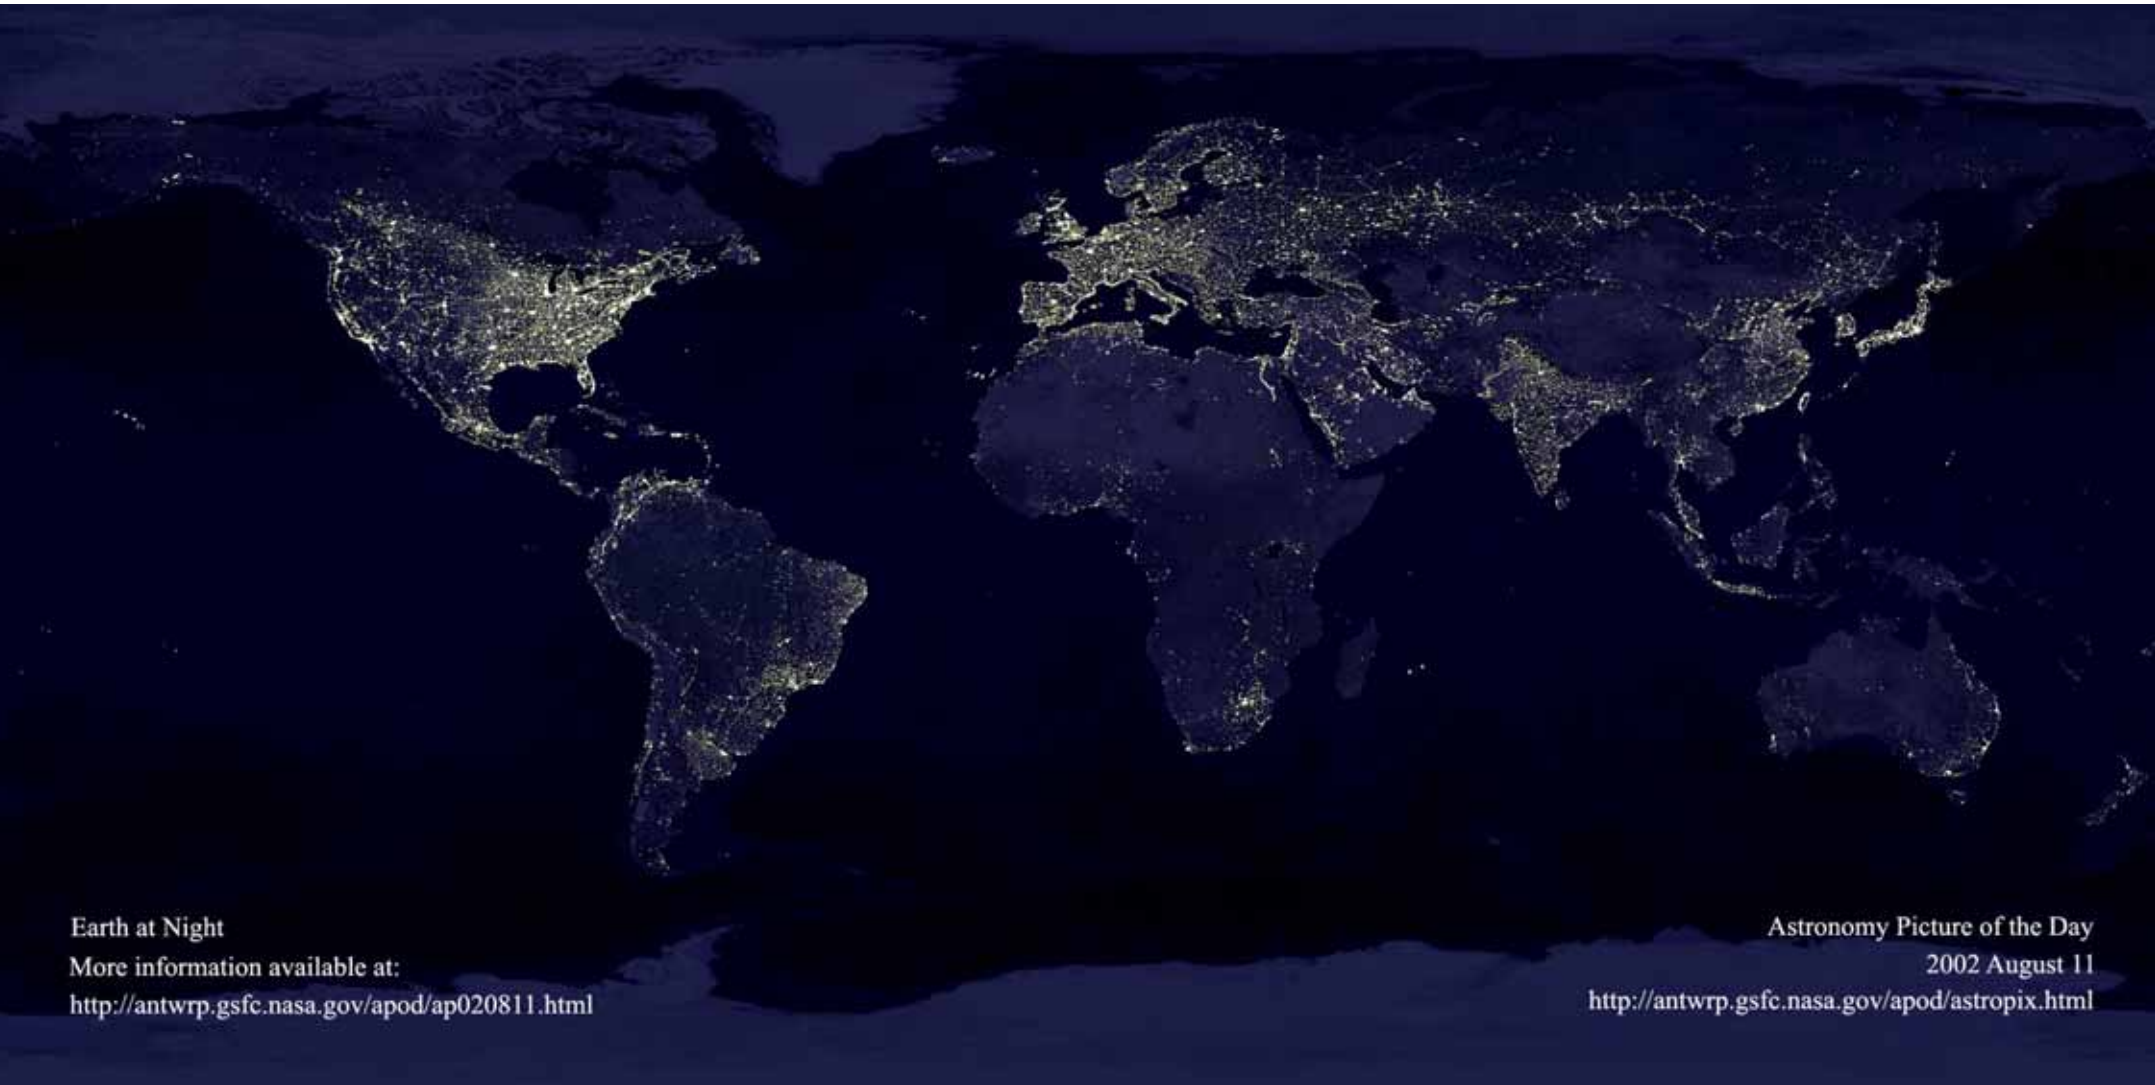 Earth at Night
More information available at:
http://antwrp.gsfc.nasa.gov/apod/ap020811.html
Astronomy Picture of the Day
2002 August 11
http://antwrp.gsfc.nasa.gov/apod/astropix.html